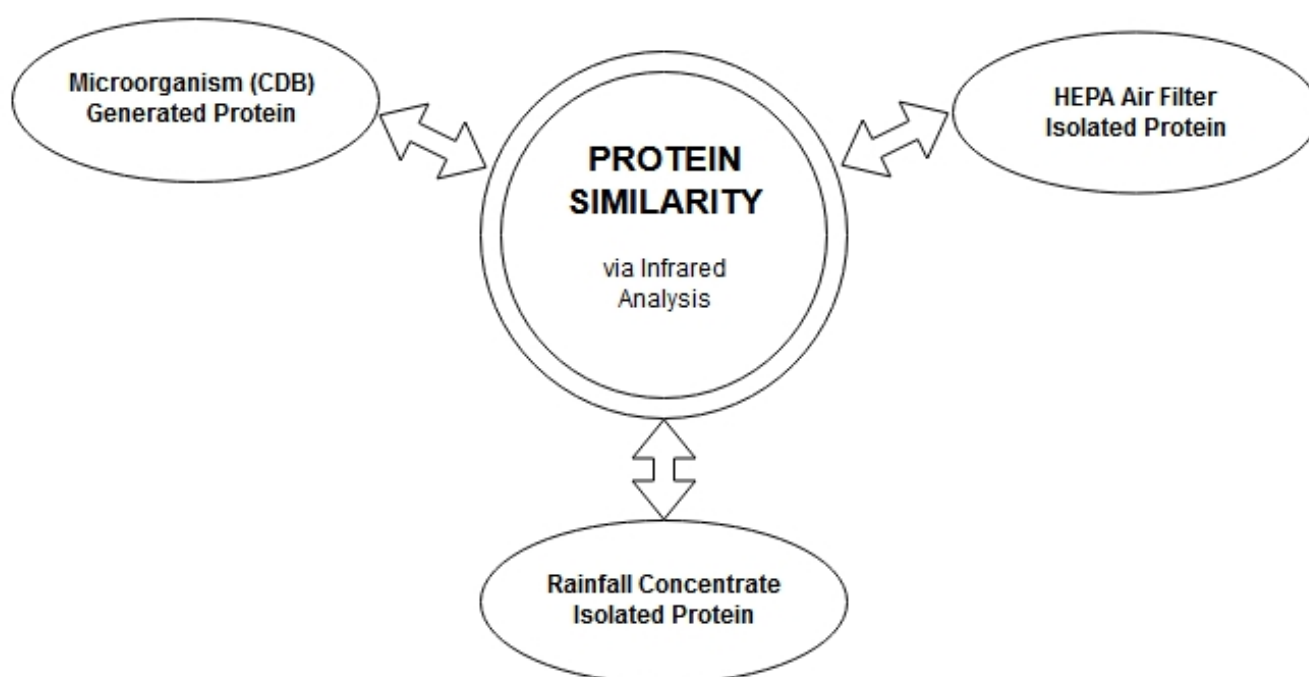 Microorganism (CDB)
Generated Protein
HEPA Air Filter
Isolated Protein
PROTEIN
SIMILARITY
via Infrared
Analysis
Rainfall Concentrate
Isolated Protein